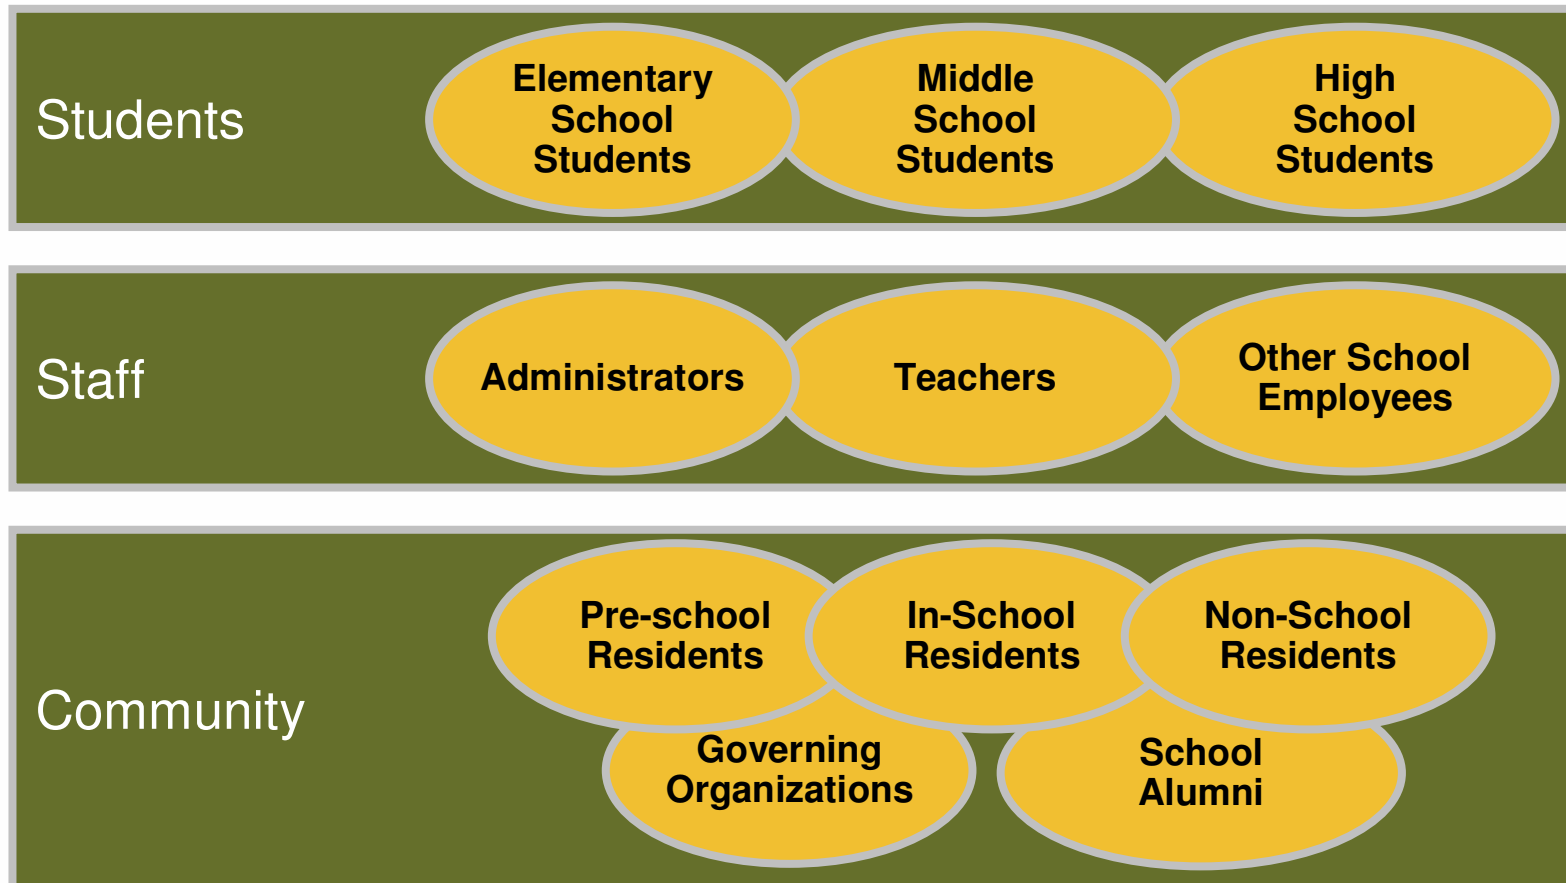 Students
Elementary
School
Students
Middle
School
Students
High
School
Students
Staff
Administrators
Teachers
Other School
Employees
Community
Pre-school
Residents
In-School
Residents
Non-School
Residents
Governing
Organizations
School
Alumni